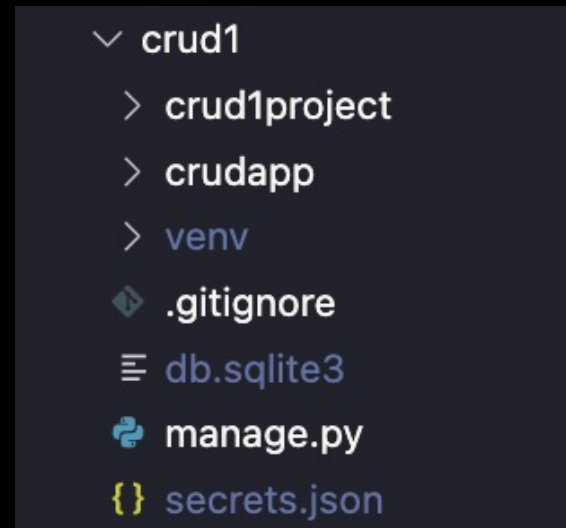 crud1
crud1project
crudapp
venv
.gitignore
db.sqlite3
manage.py
{} secrets.json